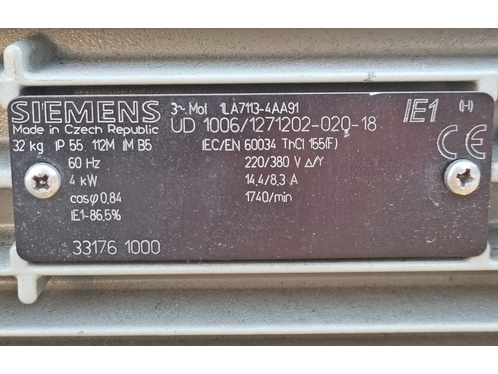 SIEMENS 3~Mot 1LA7113-4AA91 IE1 (H)
Made in Czech Republic UD 1006/1271202-020-18
32 kg IP 55 112M IM B5 IEC/EN 60034 ThCl 155(F) CE
60 Hz 220/380 V Δ/Y
4 kW 14,4/8,3 A
cosφ 0,84 1740/min
IE1-86,5%
33176 1000